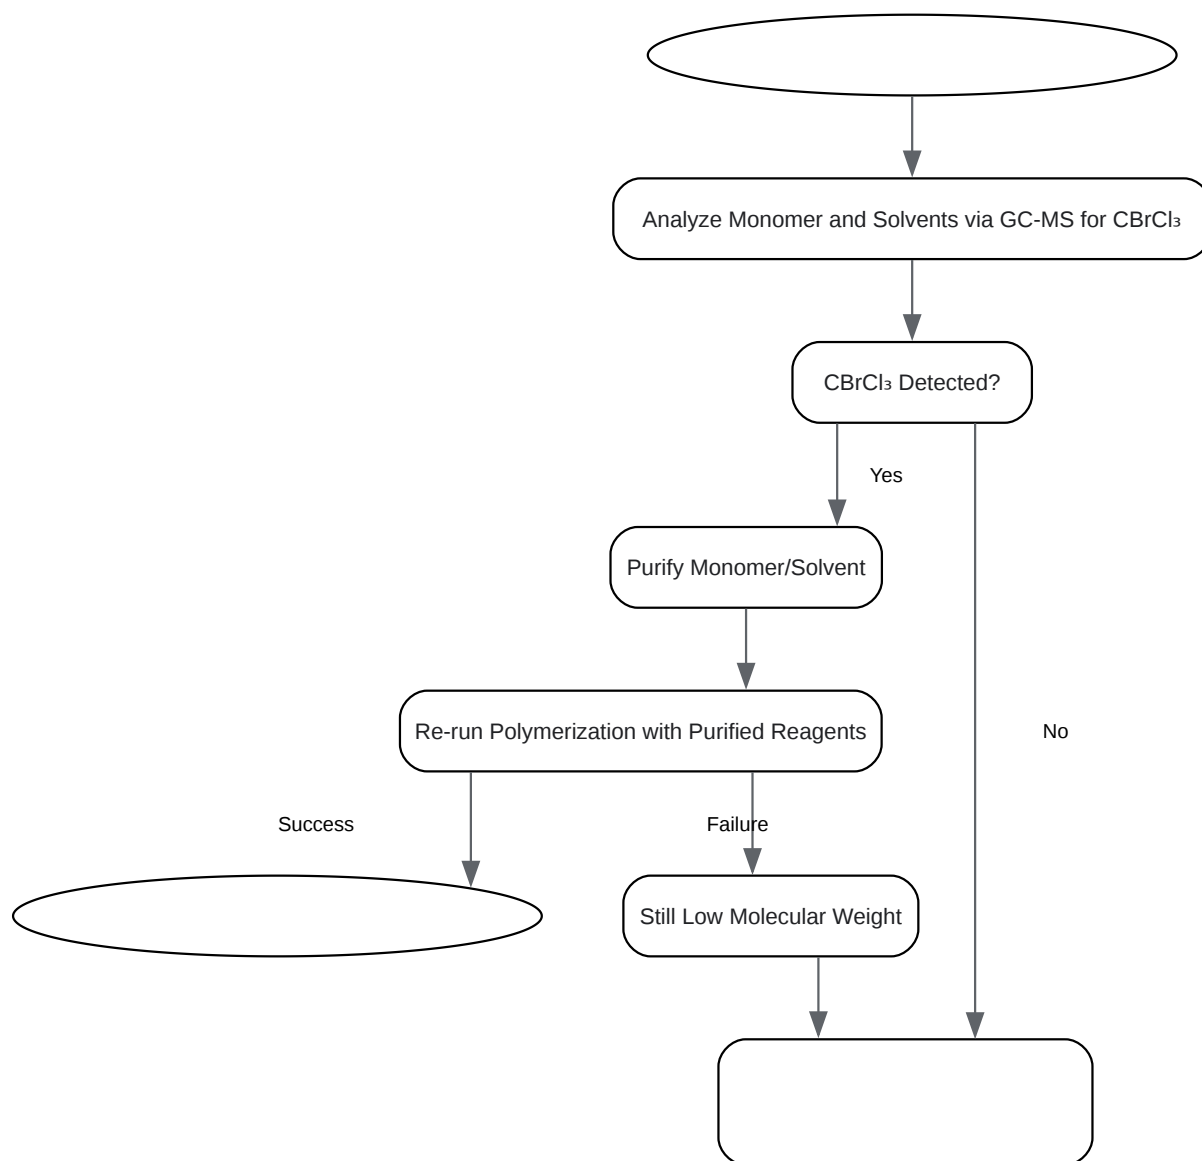 Analyze Monomer and Solvents via GC-MS for CBrCl₃
CBrCl₃ Detected?
Yes
Purify Monomer/Solvent
Re-run Polymerization with Purified Reagents
No
Success
Failure
Still Low Molecular Weight